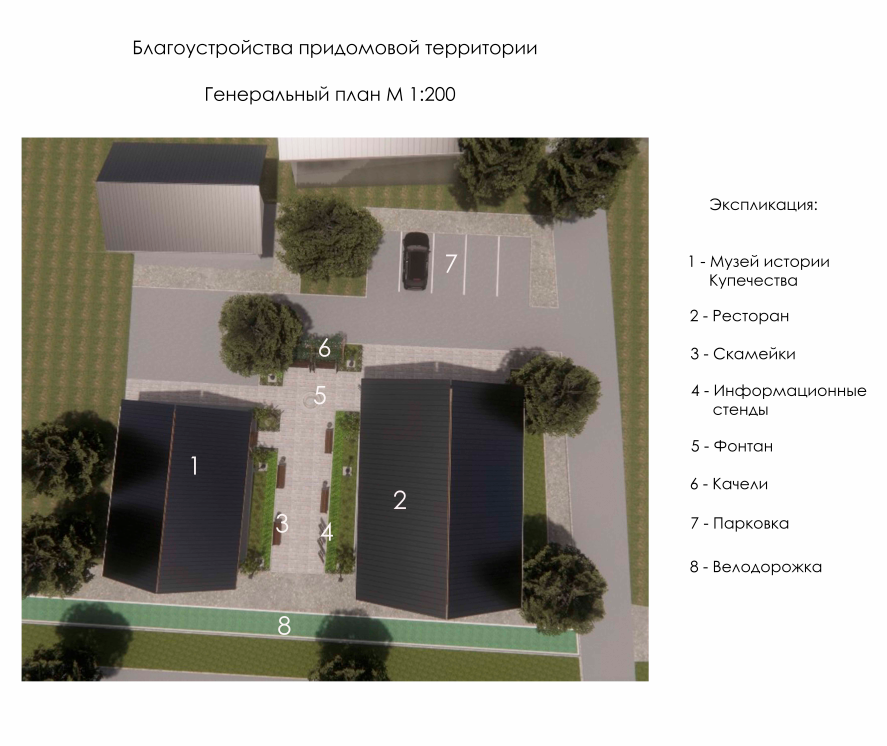 Благоустройства придомовой территории
Генеральный план М 1:200
Экспликация:
1 - Музей истории
Купечества
2 - Ресторан
3 - Скамейки
4 - Информационные
стенды
5 - Фонтан
6 - Качели
7 - Парковка
8 - Велодорожка
7
6
5
1
2
3
4
8